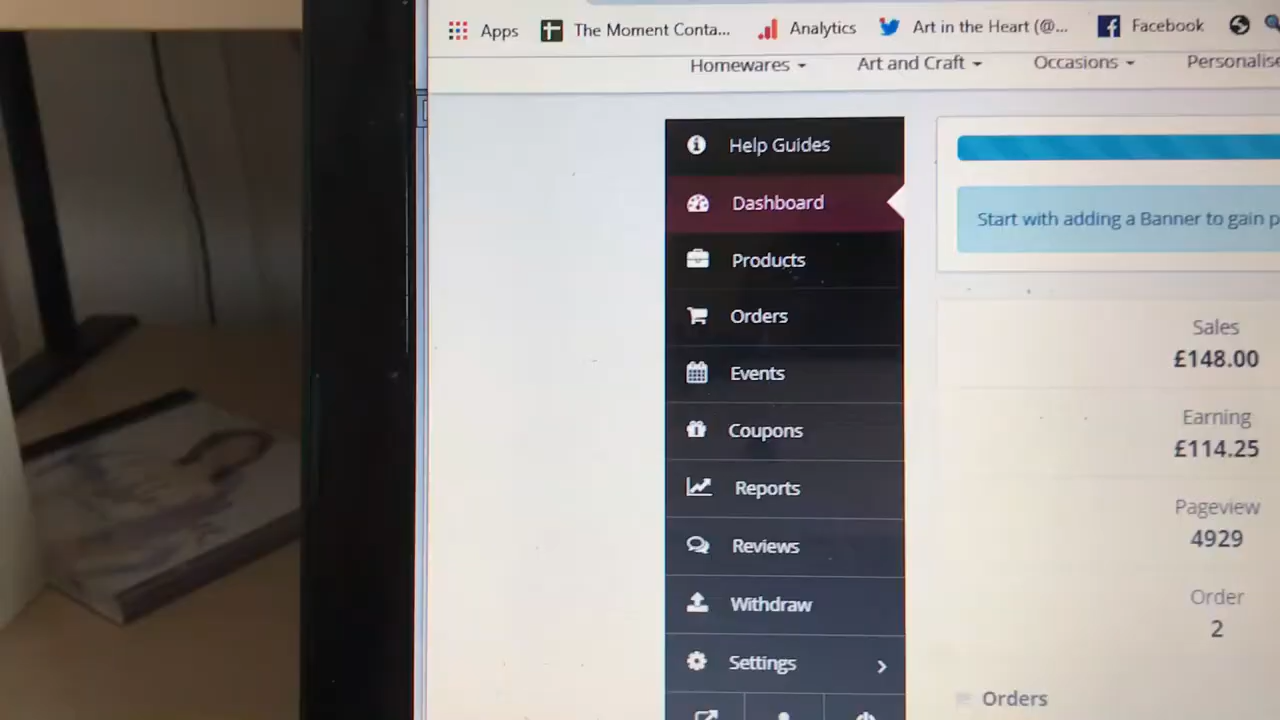 Apps The Moment Conta... Analytics Art in the Heart (@... Facebook
Homewares Art and Craft Occasions
Help Guides
Dashboard
Products
Orders
Events
Coupons
Reports
Reviews
Withdraw
Settings
Start with adding a Banner to gain
Sales
£148.00
Earning
£114.25
Pageview
4929
Order
2
Orders